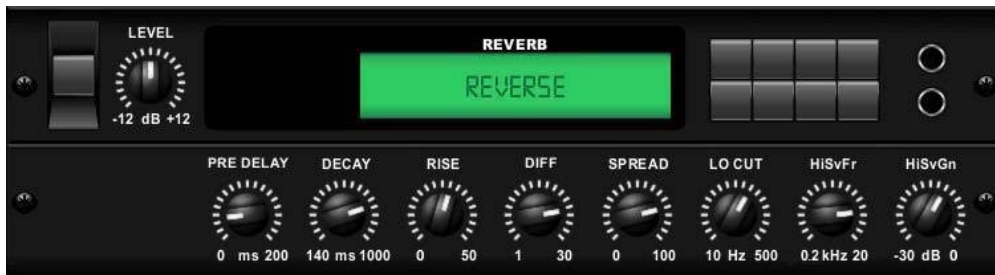 LEVEL
REVERB
REVERSE
-12 dB +12
PRE DELAY DECAY RISE DIFF SPREAD LO CUT HiSvFr HiSvGn
0 ms 200 140 ms 1000 0 50 1 30 0 100 10 Hz 500 0.2 kHz 20 -30 dB 0